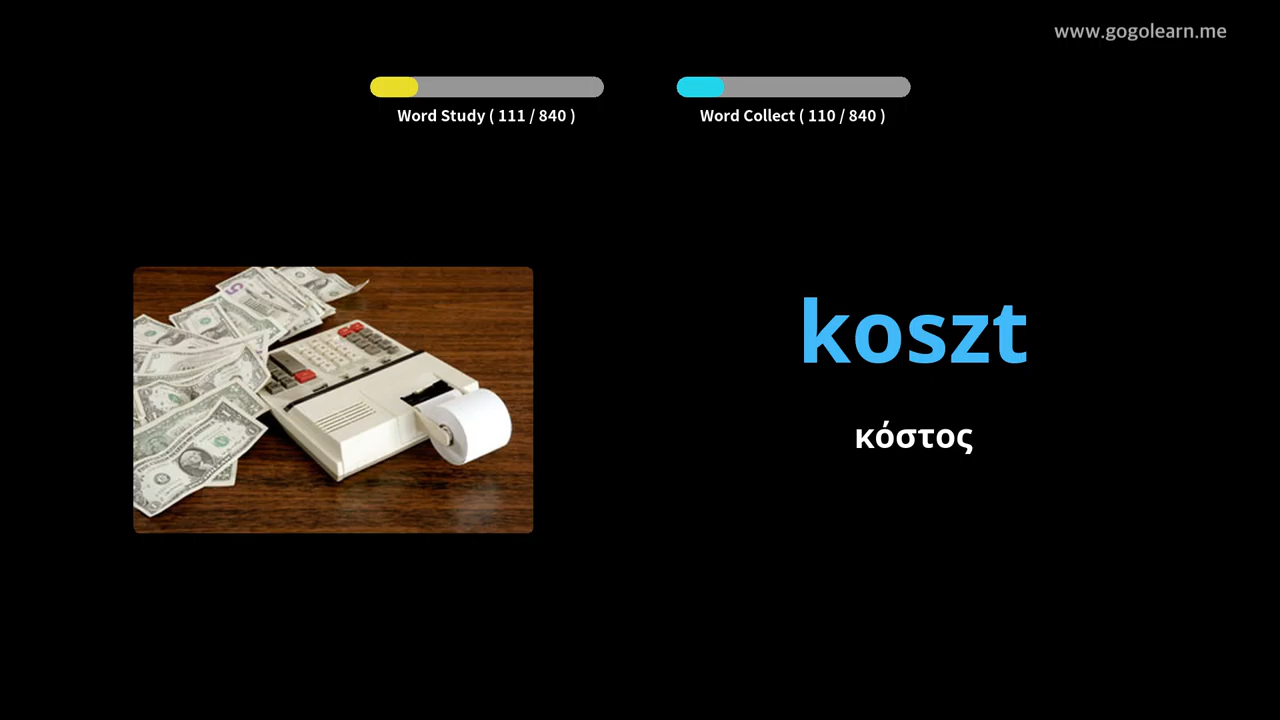 www.gogolearn.me
Word Study ( 111 / 840 )
Word Collect ( 110 / 840 )
koszt
κόστος